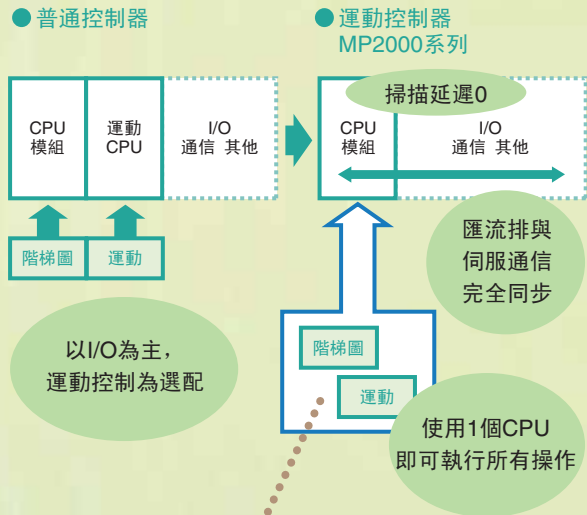 ●普通控制器
CPU
模組
運動
CPU
I/O
通信 其他
階梯圖
運動
以I/O為主，
運動控制為選配
●運動控制器
MP2000系列
掃描延遲0
CPU
模組
I/O
通信 其他
匯流排與
伺服通信
完全同步
階梯圖
運動
使用1個CPU
即可執行所有操作